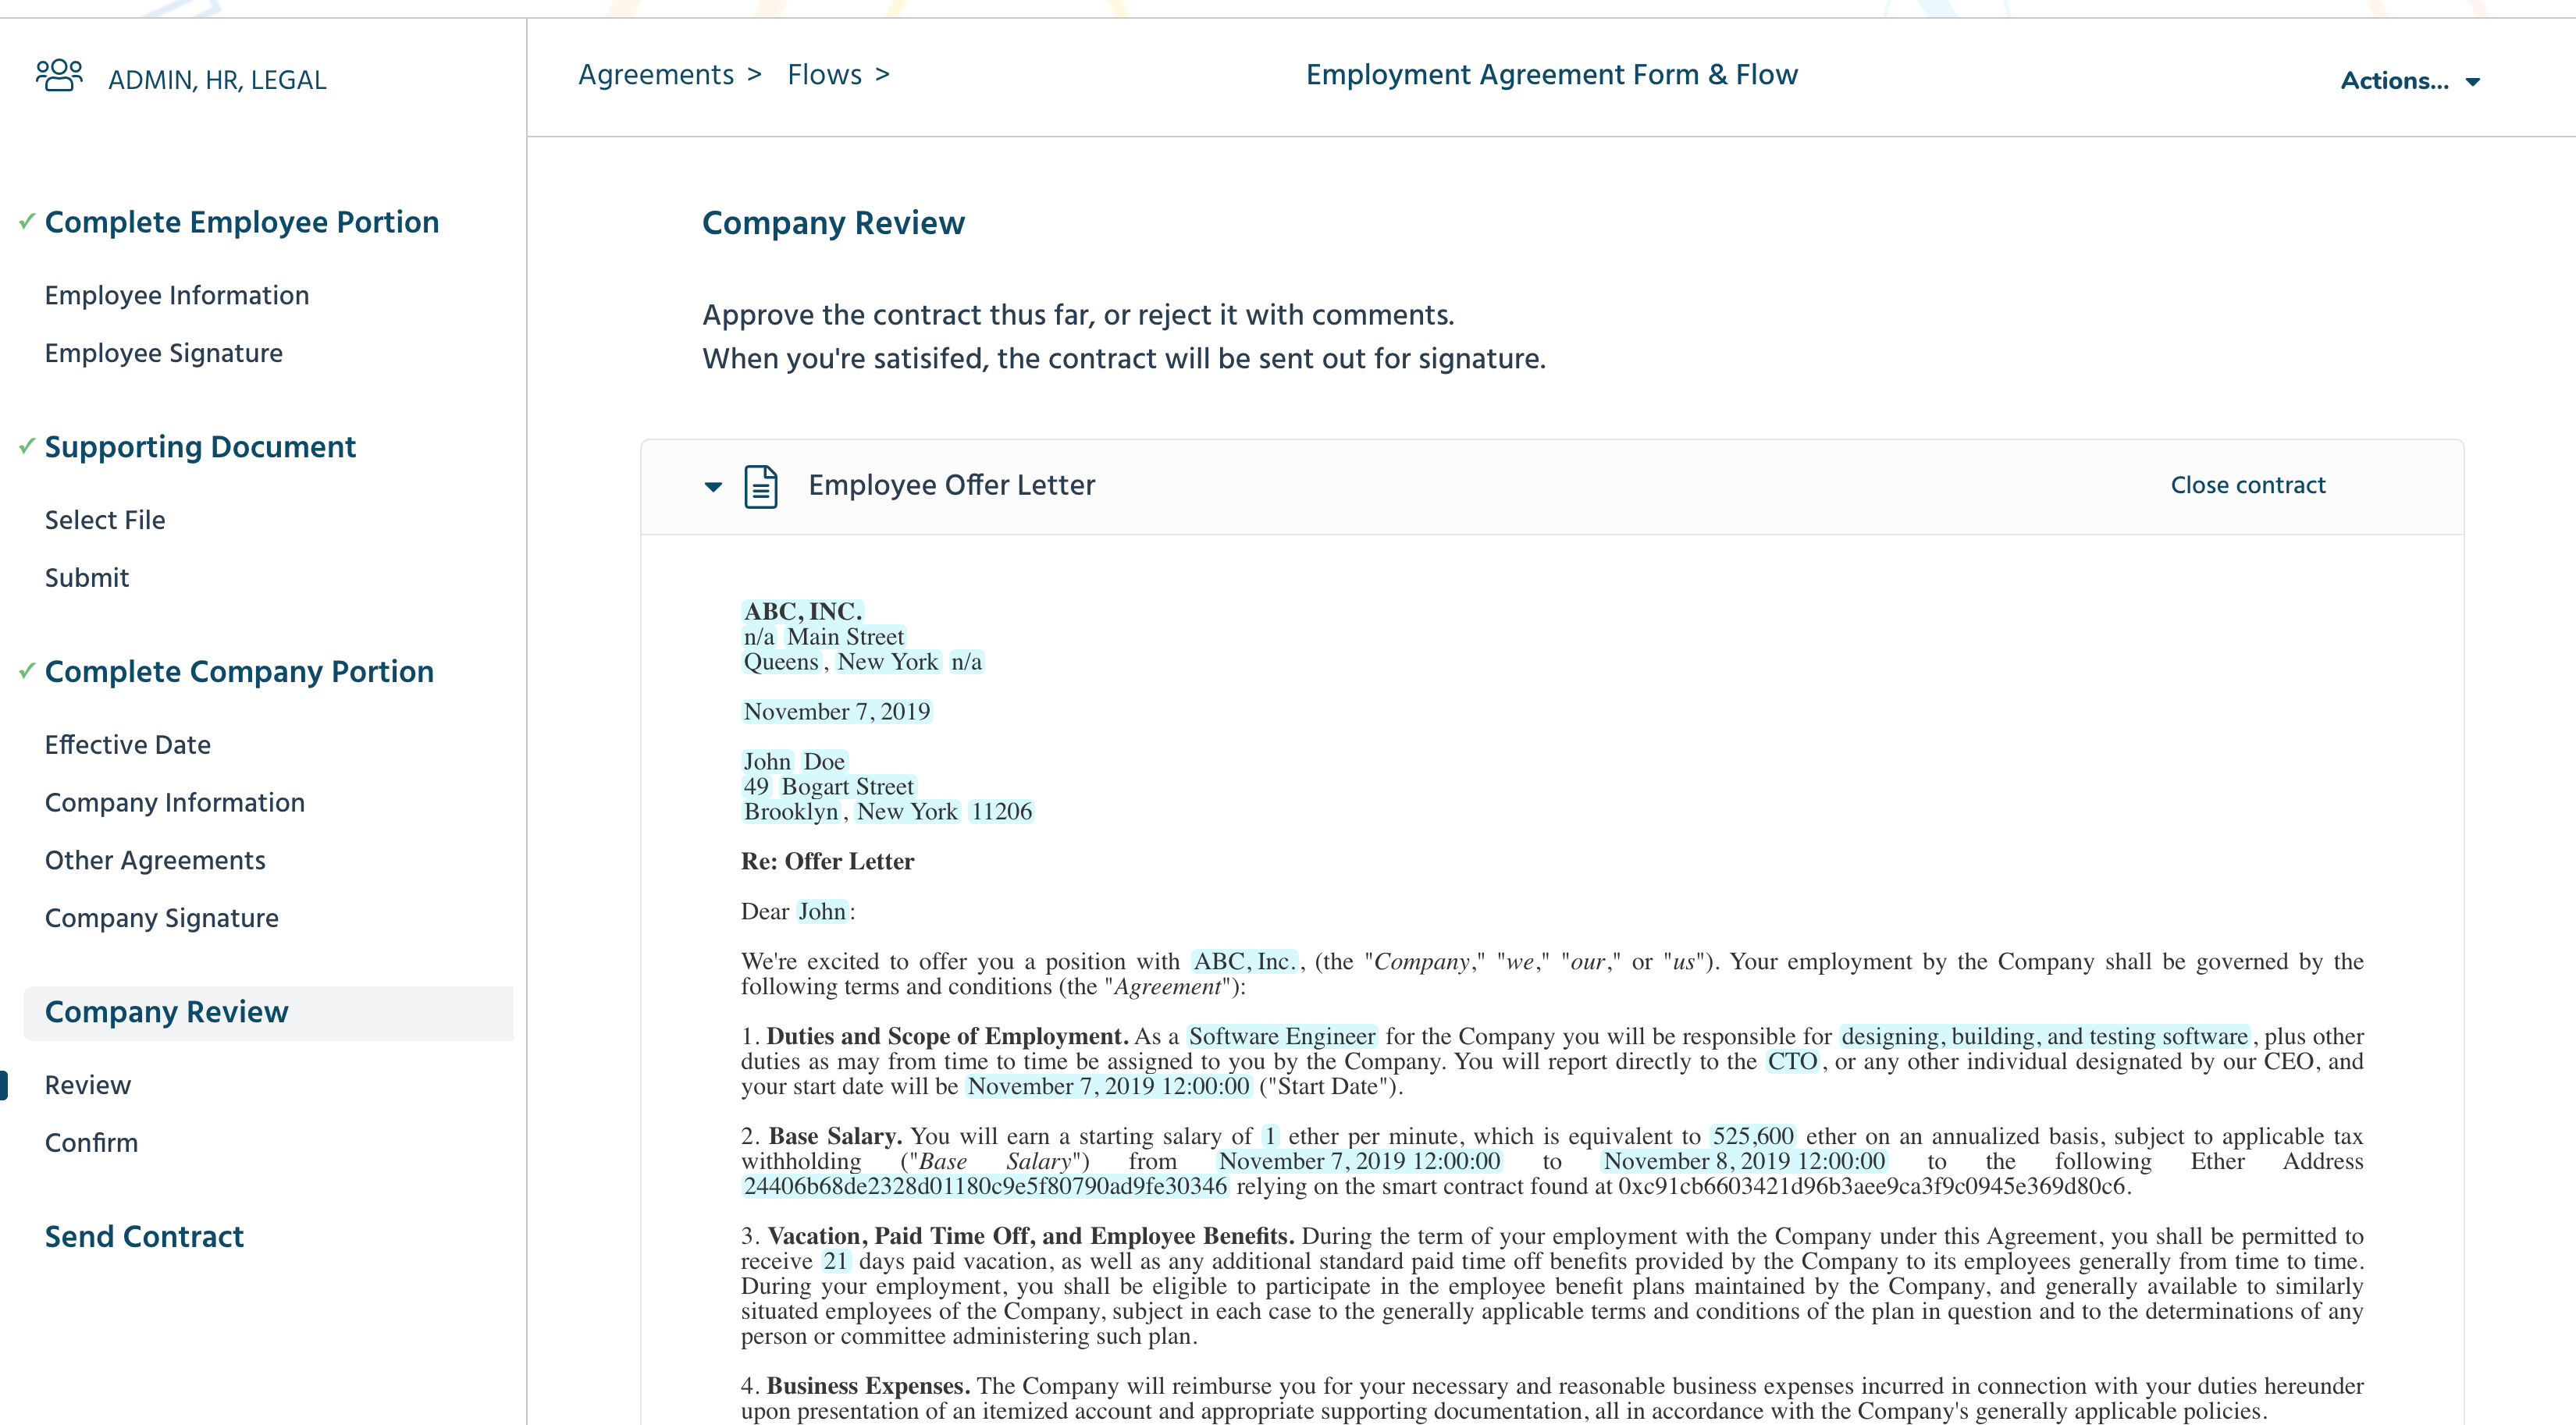 ADMIN, HR, LEGAL
Complete Employee Portion
Employee Information
Employee Signature
Supporting Document
Select File
Submit
Complete Company Portion
Effective Date
Company Information
Other Agreements
Company Signature
Company Review
Review
Confirm
Send Contract
Agreements > Flows >
Employment Agreement Form & Flow
Actions...
Company Review
Approve the contract thus far, or reject it with comments.
When you're satisifed, the contract will be sent out for signature.
Employee Offer Letter
Close contract
ABC, INC.
n/a Main Street
Queens, New York n/a
November 7, 2019
John Doe
49 Bogart Street
Brooklyn, New York 11206
Re: Offer Letter
Dear John:
We're excited to offer you a position with ABC, Inc., (the "Company," "we," "our," or "us"). Your employment by the Company shall be governed by the
following terms and conditions (the "Agreement"):
1. Duties and Scope of Employment. As a Software Engineer for the Company you will be responsible for designing, building, and testing software, plus other
duties as may from time to time be assigned to you by the Company. You will report directly to the CTO, or any other individual designated by our CEO, and
your start date will be November 7, 2019 12:00:00 ("Start Date").
2. Base Salary. You will earn a starting salary of 1 ether per minute, which is equivalent to 525,600 ether on an annualized basis, subject to applicable tax
withholding ("Base Salary") from November 7, 2019 12:00:00 to November 8, 2019 12:00:00 to the following Ether Address
24406b68de2328d01180c9e5f80790ad9fe30346 relying on the smart contract found at 0xc91cb6603421d96b3aee9ca3f9c0945e369d80c6.
3. Vacation, Paid Time Off, and Employee Benefits. During the term of your employment with the Company under this Agreement, you shall be permitted to
receive 21 days paid vacation, as well as any additional standard paid time off benefits provided by the Company to its employees generally from time to time.
During your employment, you shall be eligible to participate in the employee benefit plans maintained by the Company, and generally available to similarly
situated employees of the Company, subject in each case to the generally applicable terms and conditions of the plan in question and to the determinations of any
person or committee administering such plan.
4. Business Expenses. The Company will reimburse you for your necessary and reasonable business expenses incurred in connection with your duties hereunder
upon presentation of an itemized account and appropriate supporting documentation, all in accordance with the Company's generally applicable policies.